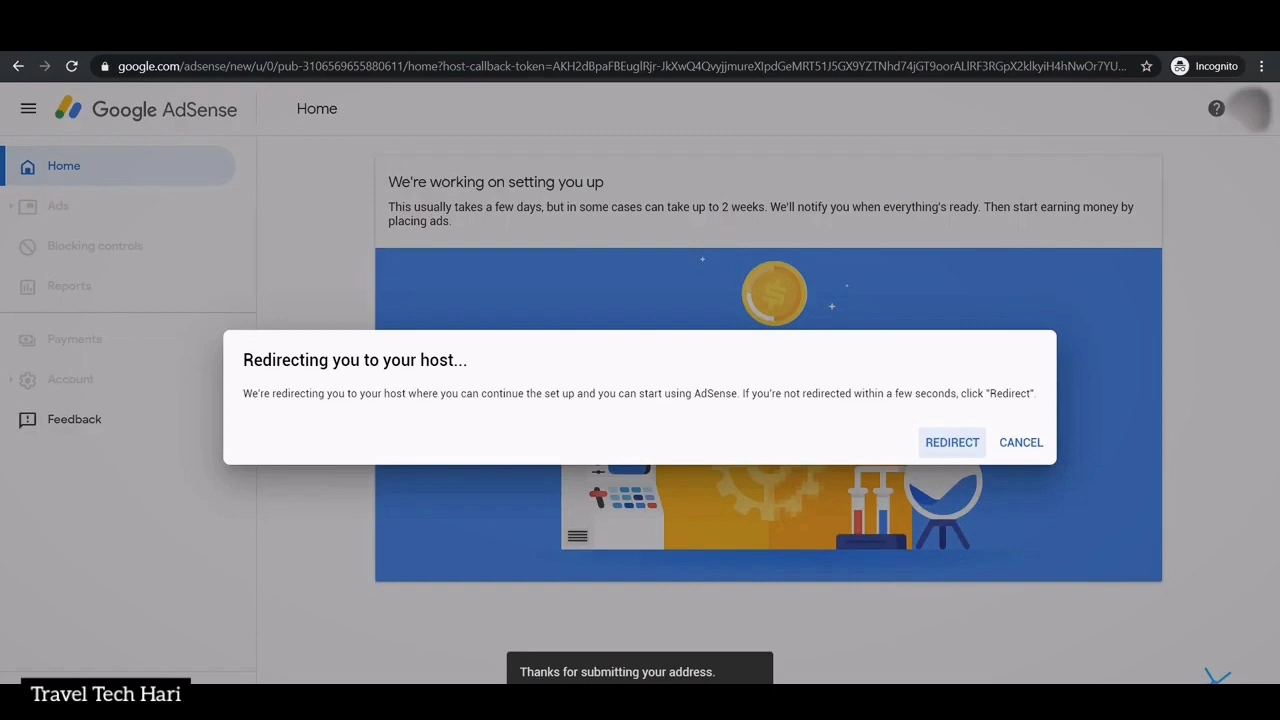 google.com/adsense/new/u/0/pub-3106569655880611/home?host-callback-token=AKH2dBpaFBEuglRjr-JkXwQ4QvyjjmureXlpdGeMRT51J5GX9YZTNhd74jGT9oorALlRF3RGpX2klkyiH4hNwOr7YU...
Incognito
Google AdSense
Home
Home
Ads
Blocking controls
Reports
Payments
Account
Feedback
We're working on setting you up
This usually takes a few days, but in some cases can take up to 2 weeks. We'll notify you when everything's ready. Then start earning money by
placing ads.
Redirecting you to your host...
We're redirecting you to your host where you can continue the set up and you can start using AdSense. If you're not redirected within a few seconds, click "Redirect".
REDIRECT
CANCEL
Thanks for submitting your address.
Travel Tech Hari